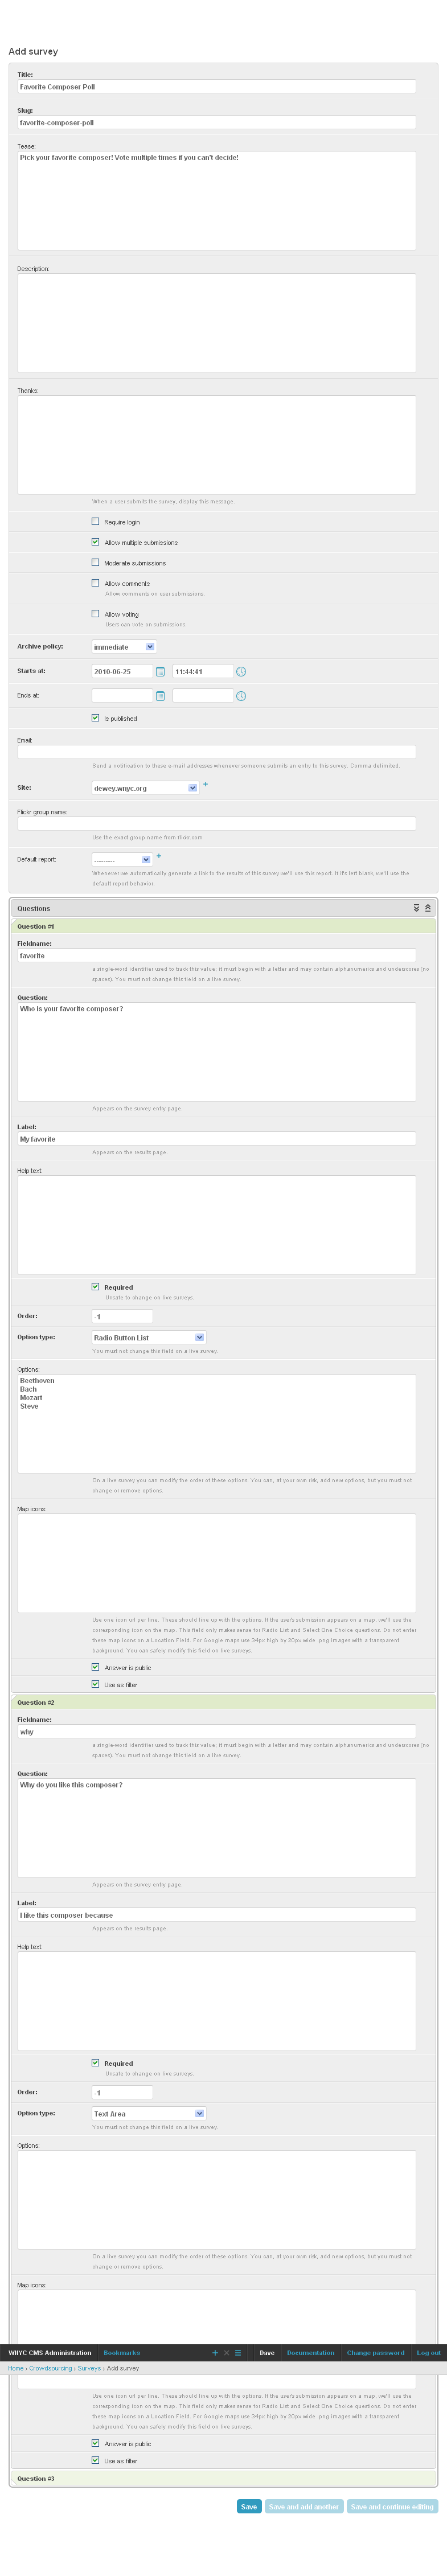 Add survey
Title:
Favorite Composer Poll
Slug:
favorite-composer-poll
Tease:
Pick your favorite composer! Vote multiple times if you can't decide!
Description:
Thanks:
When a user submits the survey, display this message.
Require login
Allow multiple submissions
Moderate submissions
Allow comments
Allow comments on user submissions.
Allow voting
Users can vote on submissions.
Archive policy: immediate
Starts at: 2010-06-25 11:44:41
Ends at:
Is published
Email:
Send a notification to these e-mail addresses whenever someone submits an entry to this survey. Comma delimited.
Site: dewey.wnyc.org
Flickr group name:
Use the exact group name from flickr.com.
Default report: ---------
Whenever we automatically generate a link to the results of this survey we'll use this report. If it's left blank, we'll use the
default report behavior.
Questions
Question #1
Fieldname:
favorite
a single-word identifier used to track this value; it must begin with a letter and may contain alphanumerics and underscores (no
spaces). You must not change this field on a live survey.
Question:
Who is your favorite composer?
Appears on the survey entry page.
Label:
My favorite
Appears on the results page.
Help text:
Required
Unsafe to change on live surveys.
Order: -1
Option type: Radio Button List
You must not change this field on a live survey.
Options:
Beethoven
Bach
Mozart
Steve
On a live survey you can modify the order of these options. You can, at your own risk, add new options, but you must not
change or remove options.
Map icons:
Use one icon url per line. These should line up with the options. If the user's submission appears on a map, we'll use the
corresponding icon on the map. This field only makes sense for Radio List and Select One Choice questions. Do not enter
these map icons on a Location Field. For Google maps use 34px high by 20px wide .png images with a transparent
background. You can safely modify this field on live surveys.
Answer is public
Use as filter
Question #2
Fieldname:
why
a single-word identifier used to track this value; it must begin with a letter and may contain alphanumerics and underscores (no
spaces). You must not change this field on a live survey.
Question:
Why do you like this composer?
Appears on the survey entry page.
Label:
I like this composer because
Appears on the results page.
Help text:
Required
Unsafe to change on live surveys.
Order: -1
Option type: Text Area
You must not change this field on a live survey.
Options:
On a live survey you can modify the order of these options. You can, at your own risk, add new options, but you must not
change or remove options.
Map icons:
WNYC CMS Administration Bookmarks Dave Documentation Change password Log out
Home › Crowdsourcing › Surveys › Add survey
Use one icon url per line. These should line up with the options. If the user's submission appears on a map, we'll use the
corresponding icon on the map. This field only makes sense for Radio List and Select One Choice questions. Do not enter
these map icons on a Location Field. For Google maps use 34px high by 20px wide .png images with a transparent
background. You can safely modify this field on live surveys.
Answer is public
Use as filter
Question #3
Save Save and add another Save and continue editing